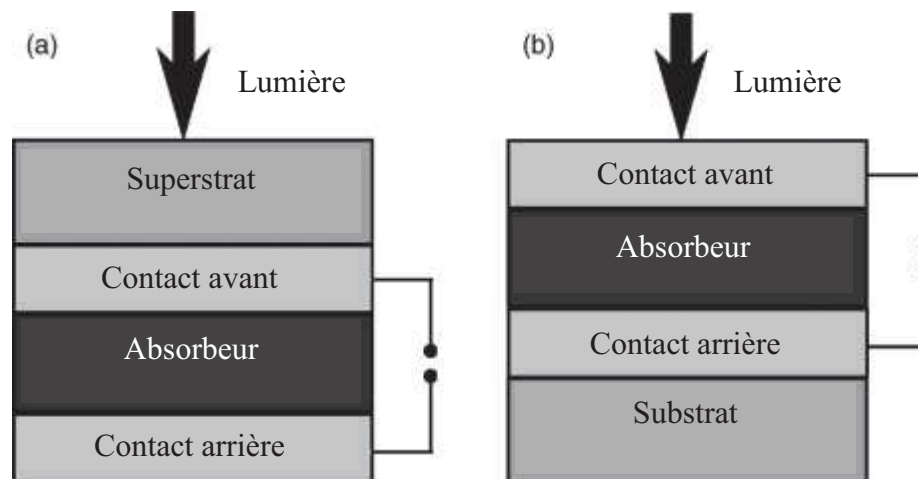 (a)
Lumière
Superstrat
Contact avant
Absorbeur
Contact arrière
(b)
Lumière
Contact avant
Absorbeur
Contact arrière
Substrat